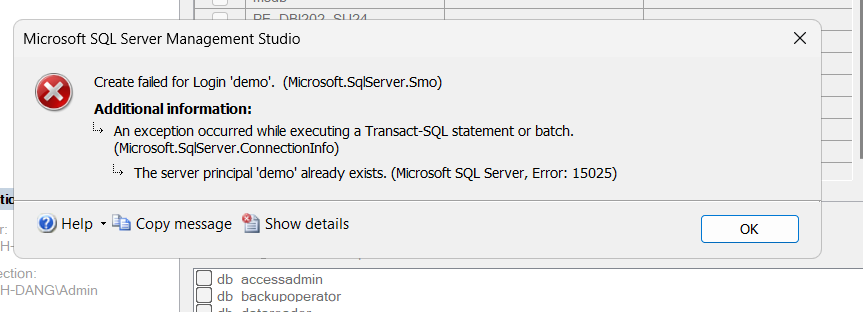 PE_DBI202_SU24
Microsoft SQL Server Management Studio
Create failed for Login 'demo'. (Microsoft.SqlServer.Smo)
Additional information:
An exception occurred while executing a Transact-SQL statement or batch.
(Microsoft.SqlServer.ConnectionInfo)
The server principal 'demo' already exists. (Microsoft SQL Server, Error: 15025)
Help
Copy message
Show details
OK
ection:
H-DANG\Admin
db_accessadmin
db_backupoperator
db_datareader